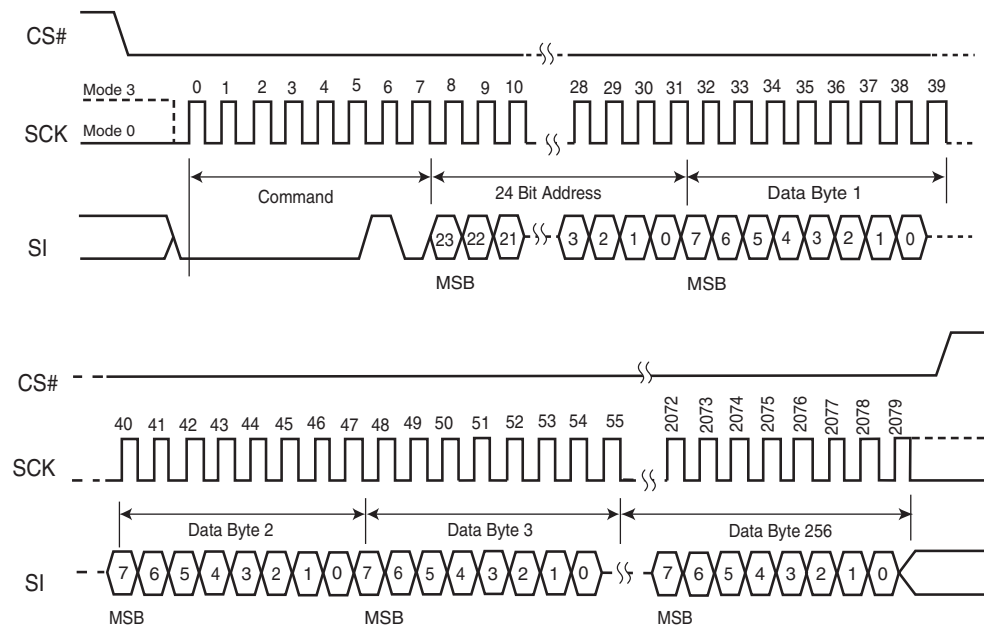 CS#
Mode 3
0 1 2 3 4 5 6 7 8 9 10 28 29 30 31 32 33 34 35 36 37 38 39
SCK
Mode 0
Command 24 Bit Address Data Byte 1
SI
23 22 21 3 2 1 0 7 6 5 4 3 2 1 0
MSB MSB
CS#
40 41 42 43 44 45 46 47 48 49 50 51 52 53 54 55 2072 2073 2074 2075 2076 2077 2078 2079
SCK
Data Byte 2 Data Byte 3 Data Byte 256
SI
7 6 5 4 3 2 1 0 7 6 5 4 3 2 1 0 7 6 5 4 3 2 1 0
MSB MSB MSB